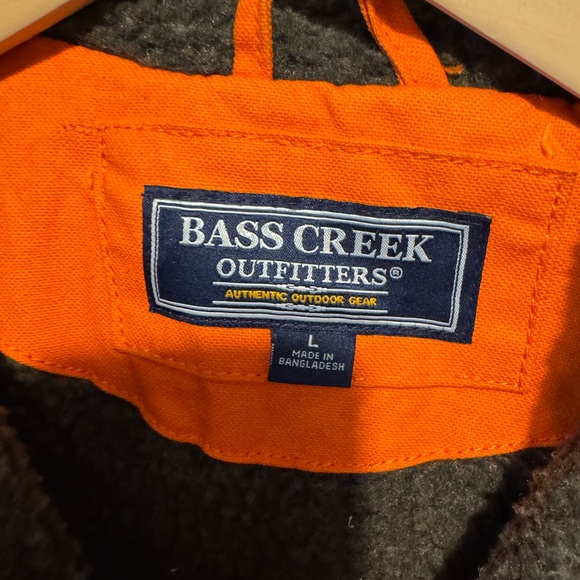 BASS CREEK
OUTFITTERS®
AUTHENTIC OUTDOOR GEAR
L
MADE IN
BANGLADESH